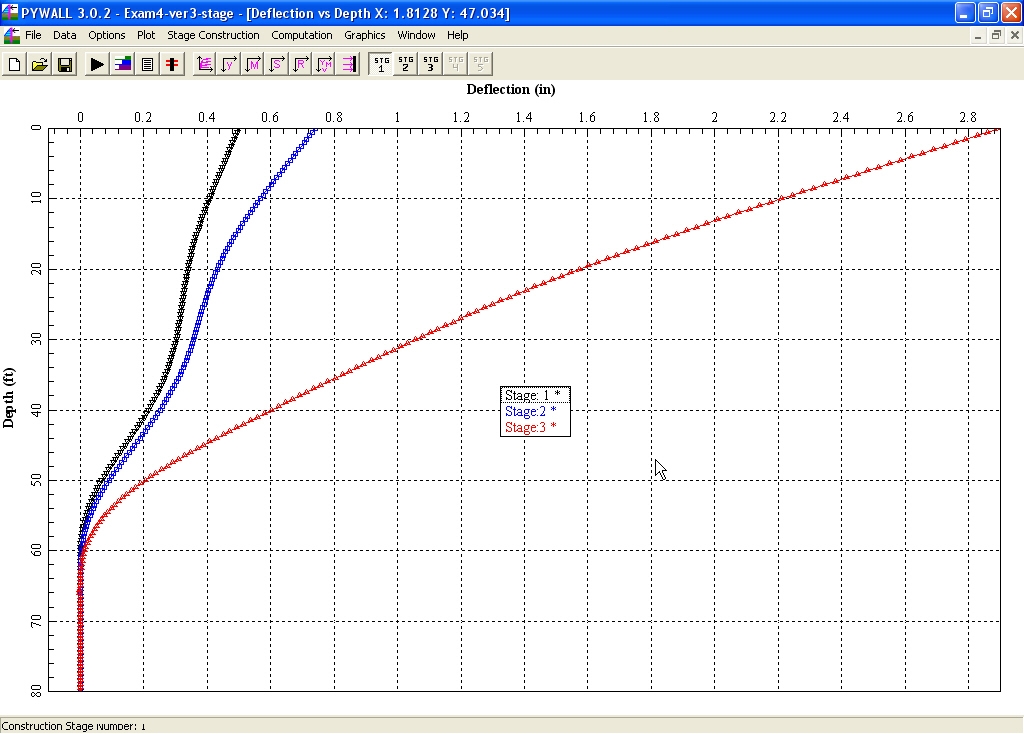 PYWALL 3.0.2 - Exam4-ver3-stage - [Deflection vs Depth X: 1.8128 Y: 47.034]
File Data Options Plot Stage Construction Computation Graphics Window Help
Y M S R YM STG 1 STG 2 STG 3 STG 4 STG 5
Deflection (in)
0 0.2 0.4 0.6 0.8 1 1.2 1.4 1.6 1.8 2 2.2 2.4 2.6 2.8
0
10
20
30
40
50
60
70
80
Depth (ft)
Stage: 1 *
Stage:2 *
Stage:3 *
Construction Stage Number: 1